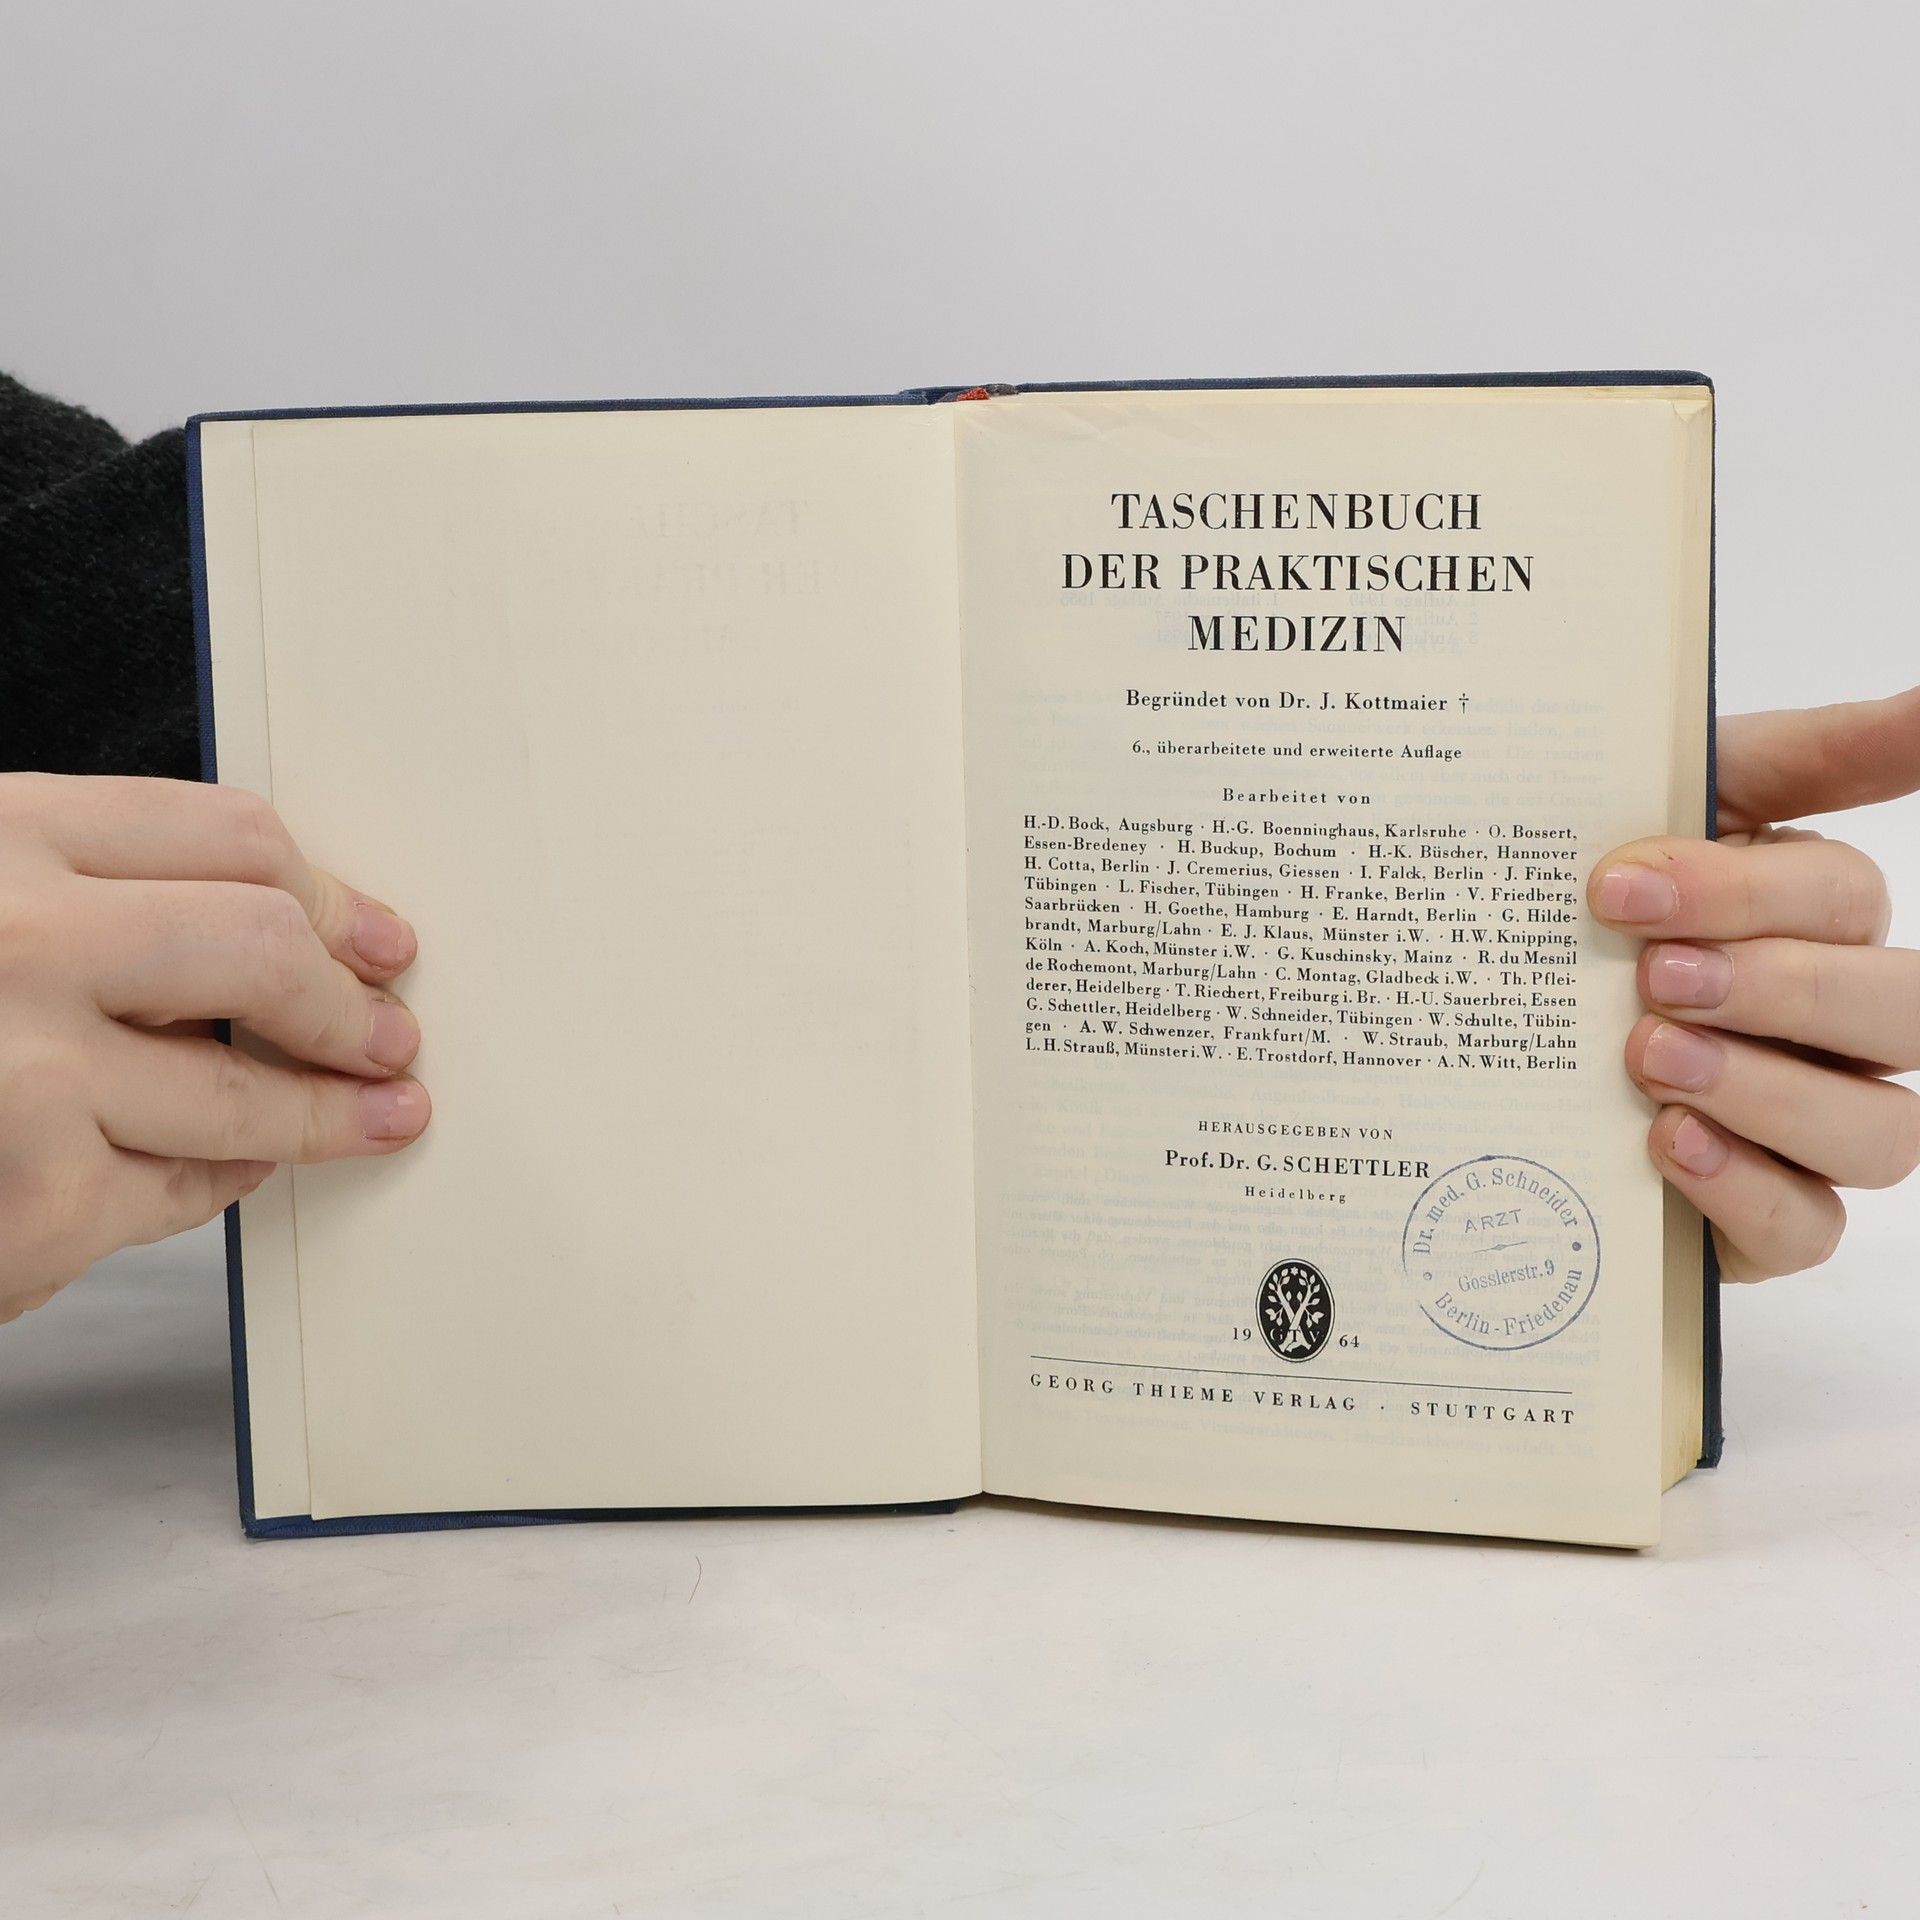 TASCHENBUCH
DER PRAKTISCHEN
MEDIZIN
Begründet von Dr. J. Kottmaier †
6., überarbeitete und erweiterte Auflage
Bearbeitet von
H.-D. Bock, Augsburg · H.-G. Boenninghaus, Karlsruhe · O. Bossert,
Essen-Bredeney · H. Buckup, Bochum · H.-K. Büscher, Hannover
H. Cotta, Berlin · J. Cremerius, Giessen · I. Falck, Berlin · J. Finke,
Tübingen · L. Fischer, Tübingen · H. Franke, Berlin · V. Friedberg,
Saarbrücken · H. Goethe, Hamburg · E. Harndt, Berlin · G. Hilde-
brandt, Marburg/Lahn · E. J. Klaus, Münster i.W. · H.W. Knipping,
Köln · A. Koch, Münster i.W. · G. Kuschinsky, Mainz · R. du Mesnil
de Rochemont, Marburg/Lahn · C. Montag, Gladbeck i.W. · Th. Pflei-
derer, Heidelberg · T. Riechert, Freiburg i. Br. · H.-U. Sauerbrei, Essen
G. Schettler, Heidelberg · W. Schneider, Tübingen · W. Schulte, Tübin-
gen · A. W. Schwenzer, Frankfurt/M. · W. Straub, Marburg/Lahn
L. H. Strauß, Münster i.W. · E. Trostdorf, Hannover · A. N. Witt, Berlin
HERAUSGEGEBEN VON
Prof. Dr. G. SCHETTLER
Heidelberg
Dr. med. G. Schneider
ARZT
Gosslerstr. 9
Berlin-Friedenau
19 GTV 64
GEORG THIEME VERLAG · STUTTGART